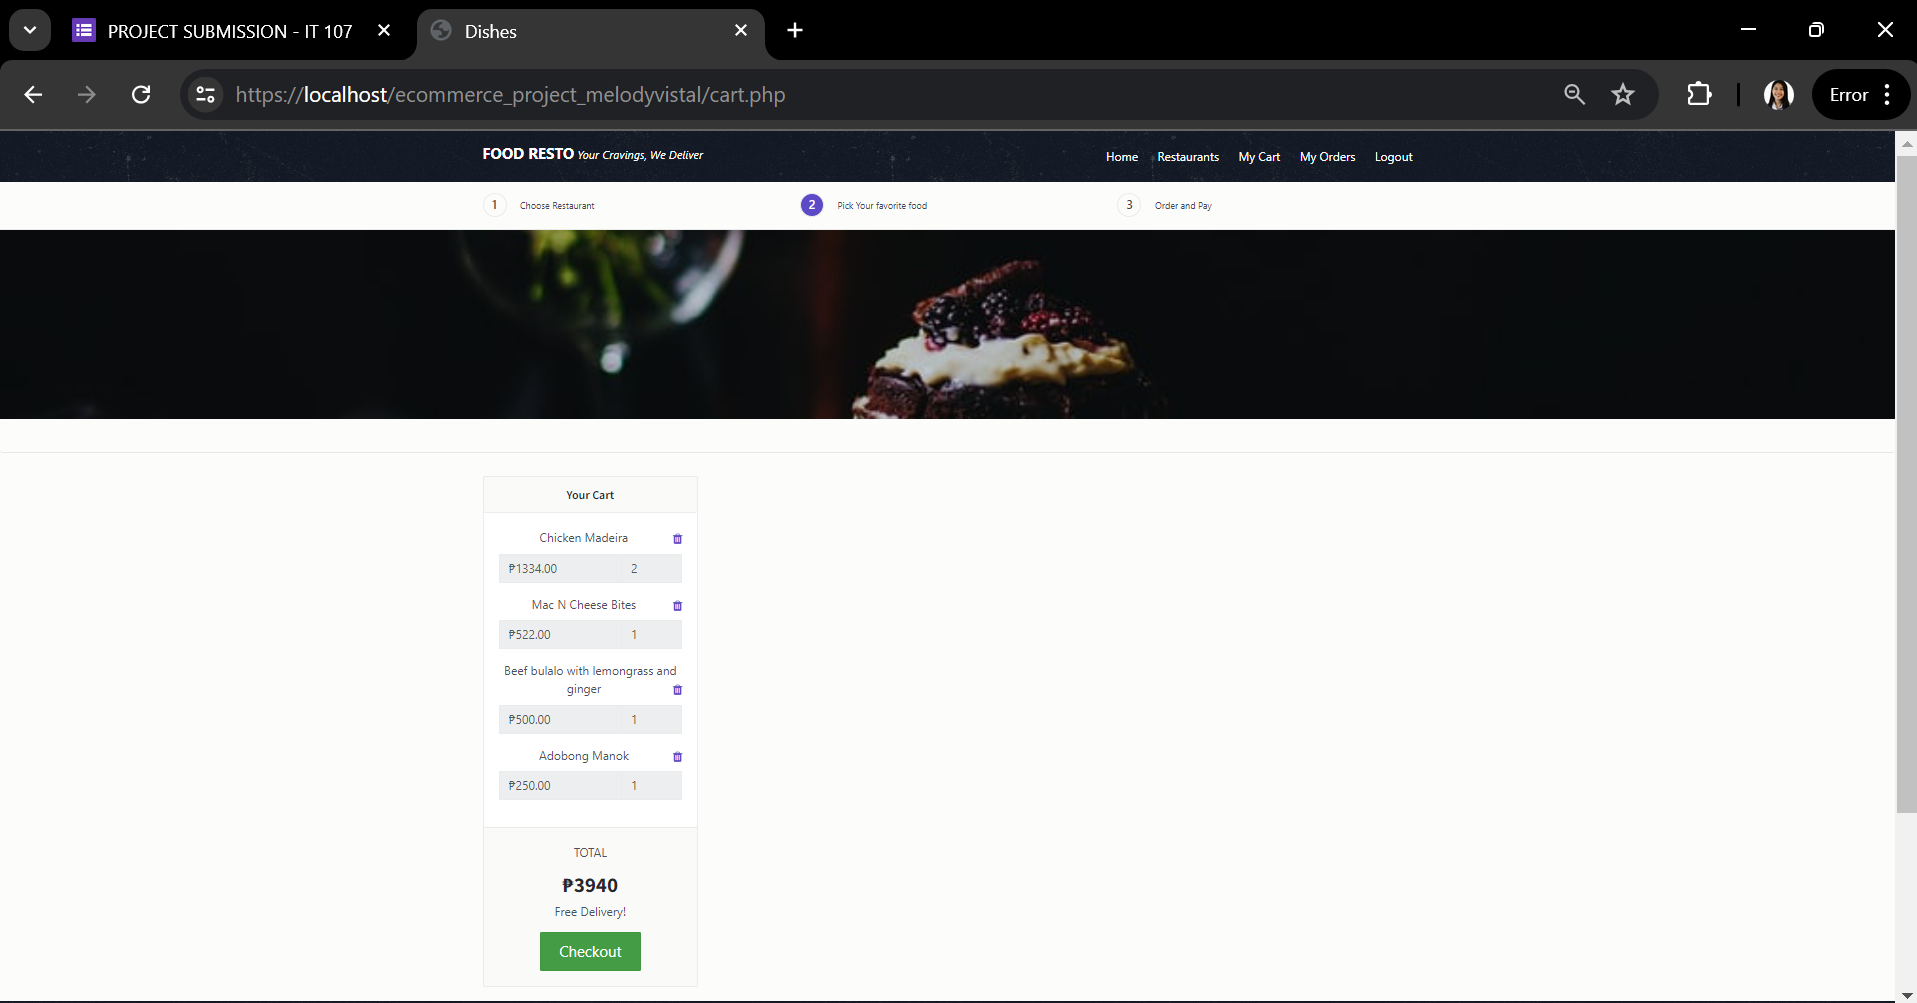 PROJECT SUBMISSION - IT 107
Dishes
https://localhost/ecommerce_project_melodyvistal/cart.php
Error
FOOD RESTO Your Cravings, We Deliver
Home Restaurants My Cart My Orders Logout
1 Choose Restaurant
2 Pick Your favorite food
3 Order and Pay
Your Cart
Chicken Madeira
₱1334.00 2
Mac N Cheese Bites
₱522.00 1
Beef bulalo with lemongrass and
ginger
₱500.00 1
Adobong Manok
₱250.00 1
TOTAL
₱3940
Free Delivery!
Checkout